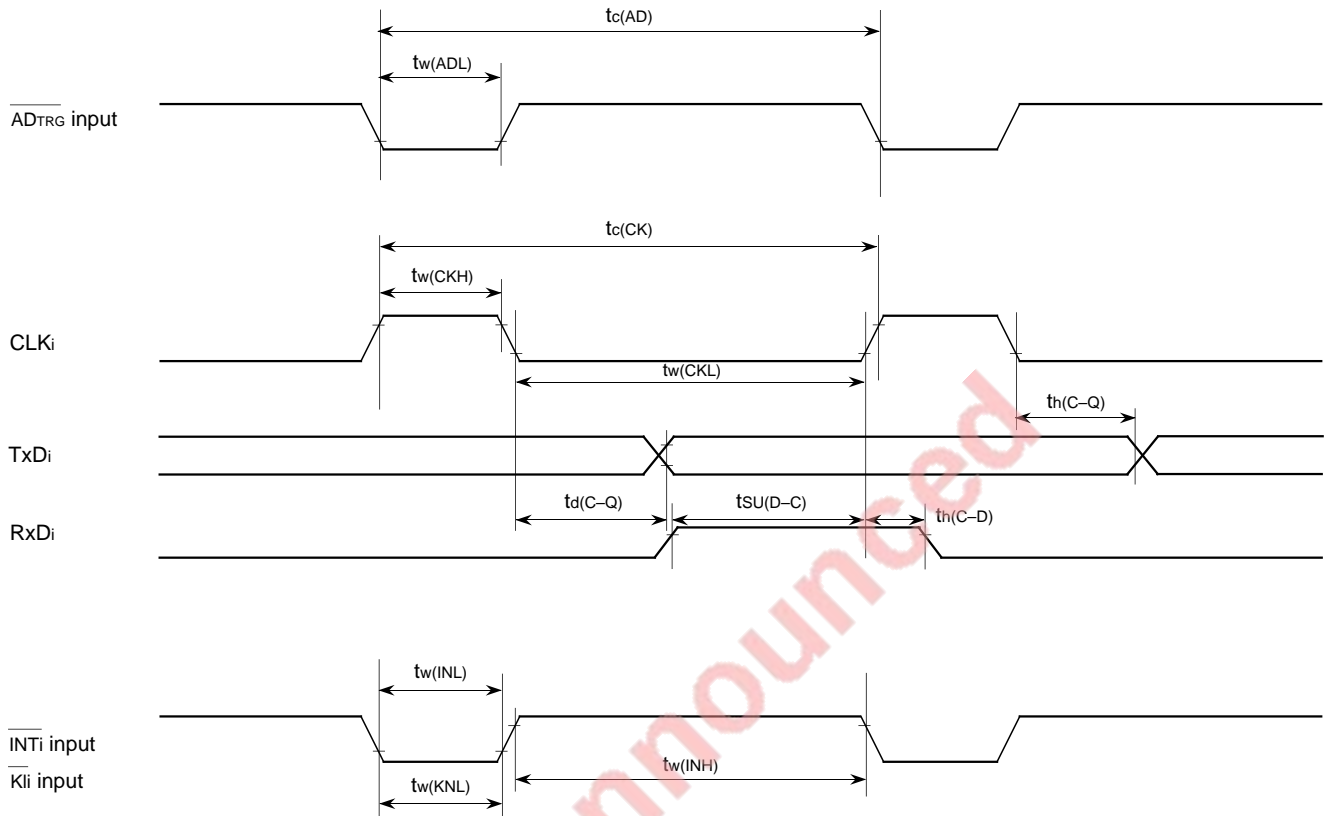 tc(AD)
tw(ADL)
ADTRG input
tc(CK)
tw(CKH)
CLKi
tw(CKL)
th(C–Q)
TxDi
td(C–Q)
tSU(D–C)
th(C–D)
RxDi
tw(INL)
INTi input
tw(INH)
KIi input
tw(KNL)
nnounced